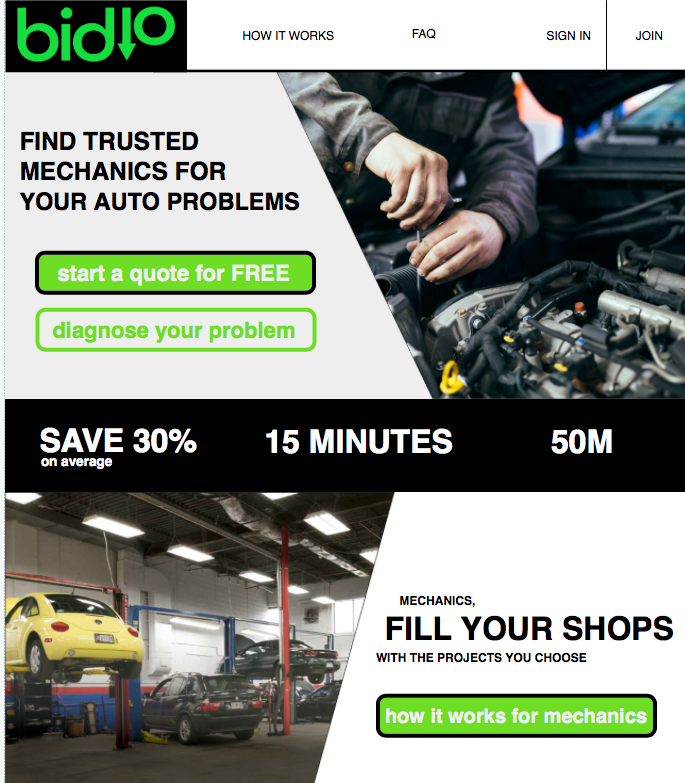 bidlo
HOW IT WORKS
FAQ
SIGN IN
JOIN
FIND TRUSTED
MECHANICS FOR
YOUR AUTO PROBLEMS
start a quote for FREE
diagnose your problem
SAVE 30%
on average
15 MINUTES
50M
MECHANICS,
FILL YOUR SHOPS
WITH THE PROJECTS YOU CHOOSE
how it works for mechanics